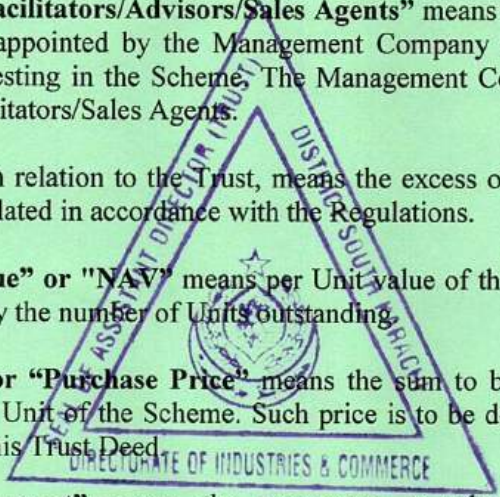 acilitators/Advisors/Sales Agents” means
appointed by the Management Company
esting in the Scheme. The Management Co
itators/Sales Agents.
n relation to the Trust, means the excess o
lated in accordance with the Regulations.
ue” or "NAV” means per Unit value of th
y the number of Units outstanding.
or “Purchase Price” means the sum to b
Unit of the Scheme. Such price is to be d
is Trust Deed.
SEAL OF ASSISTANT DIRECTOR (TRUST)
DISTRICT SOUTH KARACHI
DIRECTORATE OF INDUSTRIES & COMMERCE